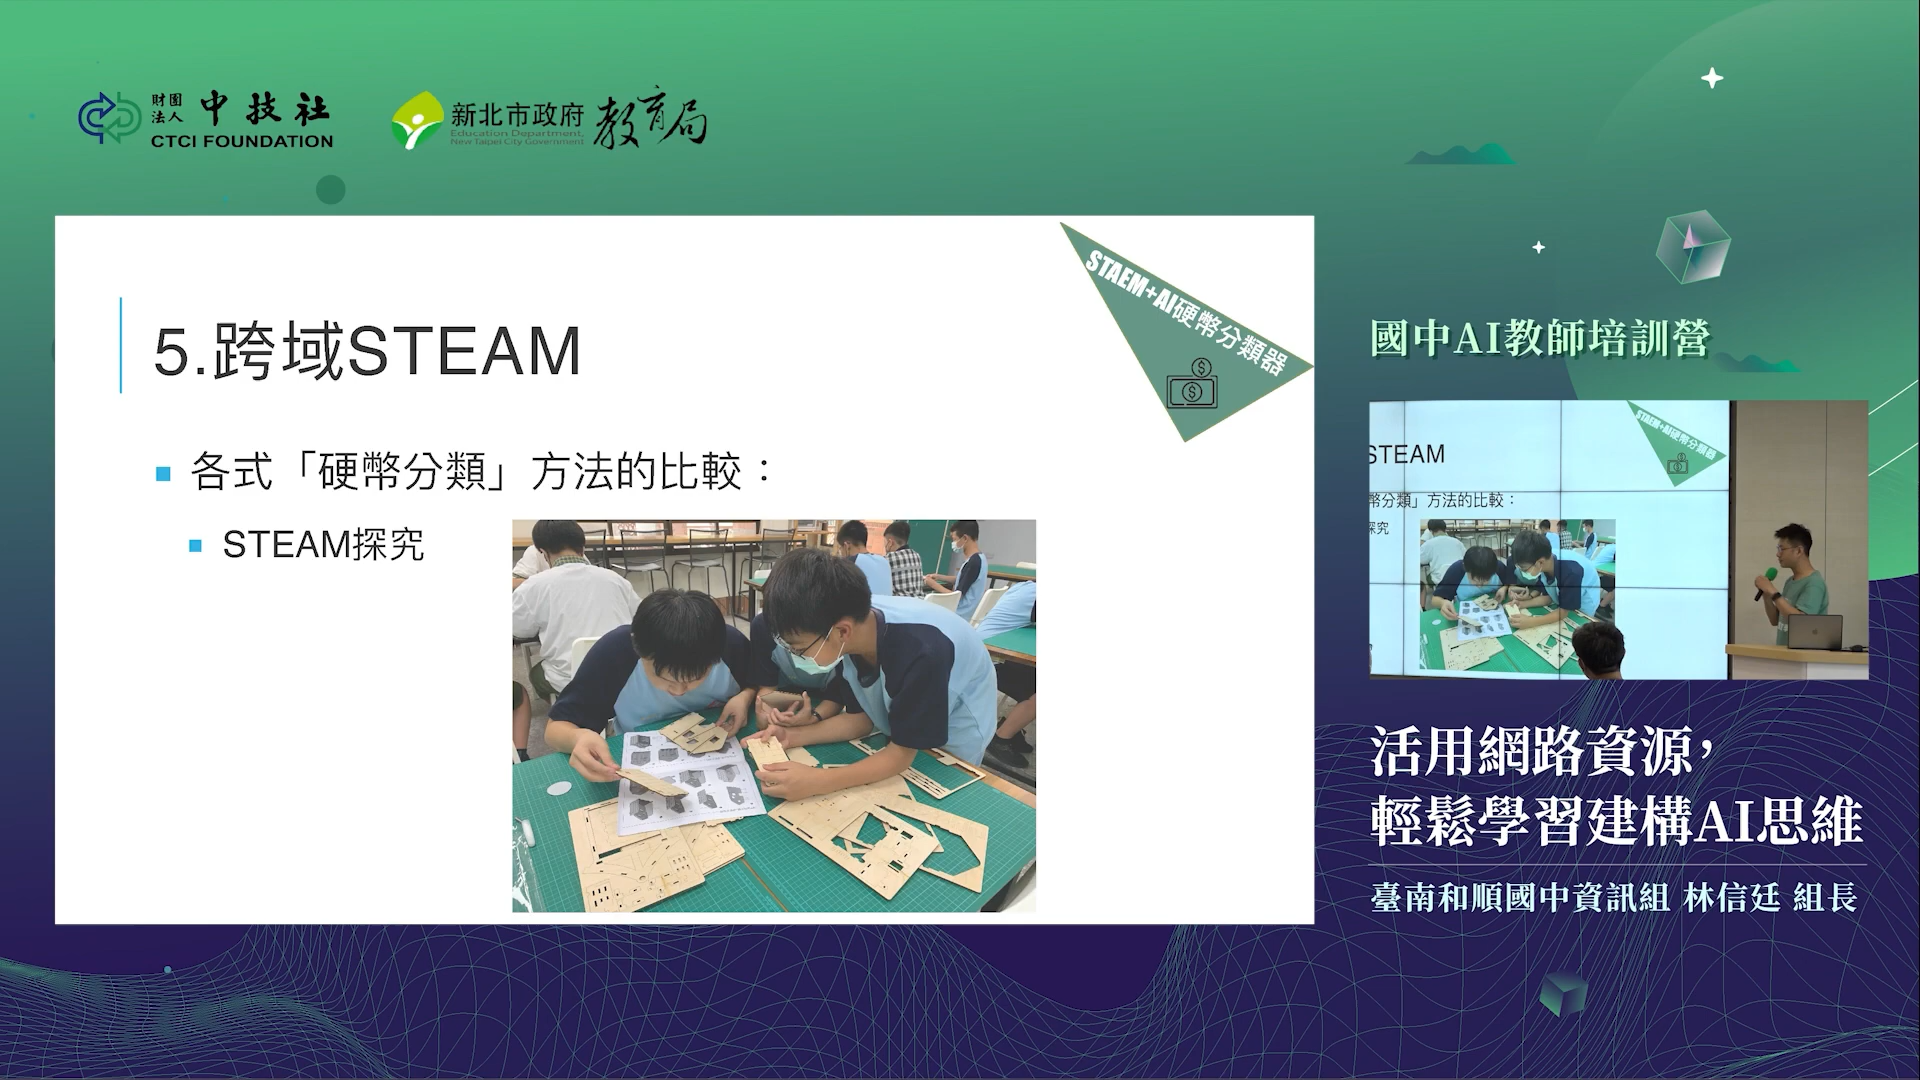 財團法人 中技社
CTCI FOUNDATION
新北市政府 教育局
Education Department,
New Taipei City Government
5.跨域STEAM
STAEM+AI硬幣分類器
各式「硬幣分類」方法的比較：
STEAM探究
國中AI教師培訓營
STEAM
STAEM+AI硬幣分類器
幣分類」方法的比較：
探究
活用網路資源，
輕鬆學習建構AI思維
臺南和順國中資訊組 林信廷 組長